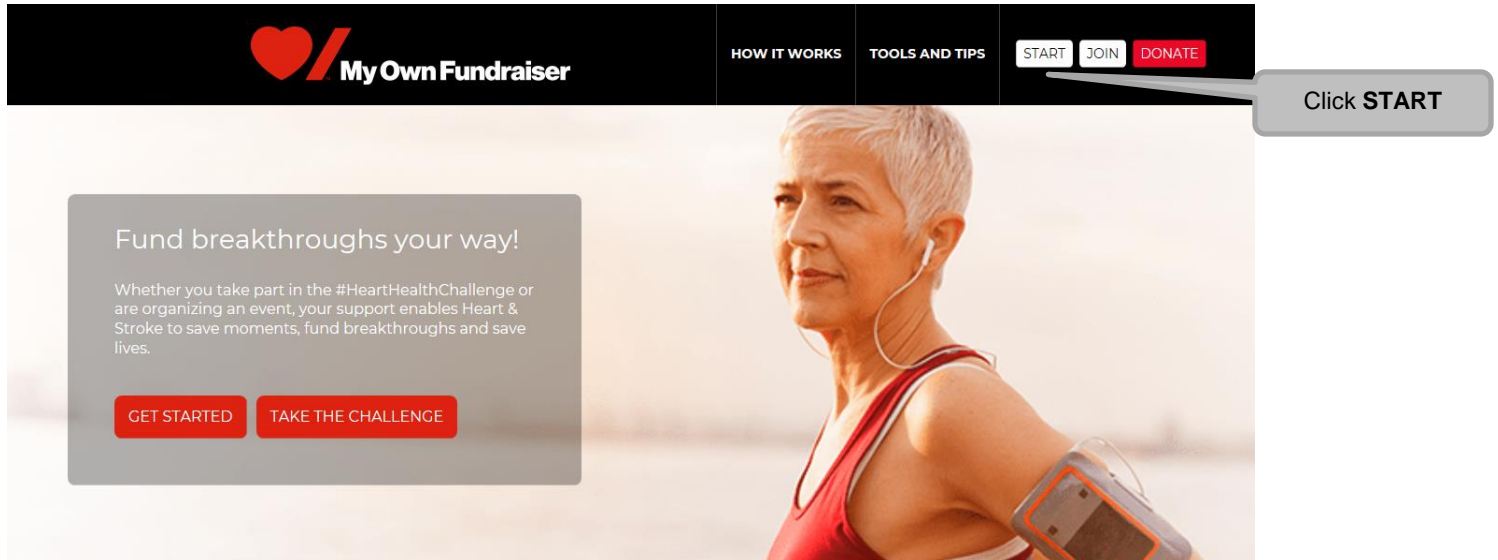 My Own Fundraiser
HOW IT WORKS
TOOLS AND TIPS
START
JOIN
DONATE
Click START
Fund breakthroughs your way!
Whether you take part in the #HeartHealthChallenge or
are organizing an event, your support enables Heart &
Stroke to save moments, fund breakthroughs and save
lives.
GET STARTED
TAKE THE CHALLENGE